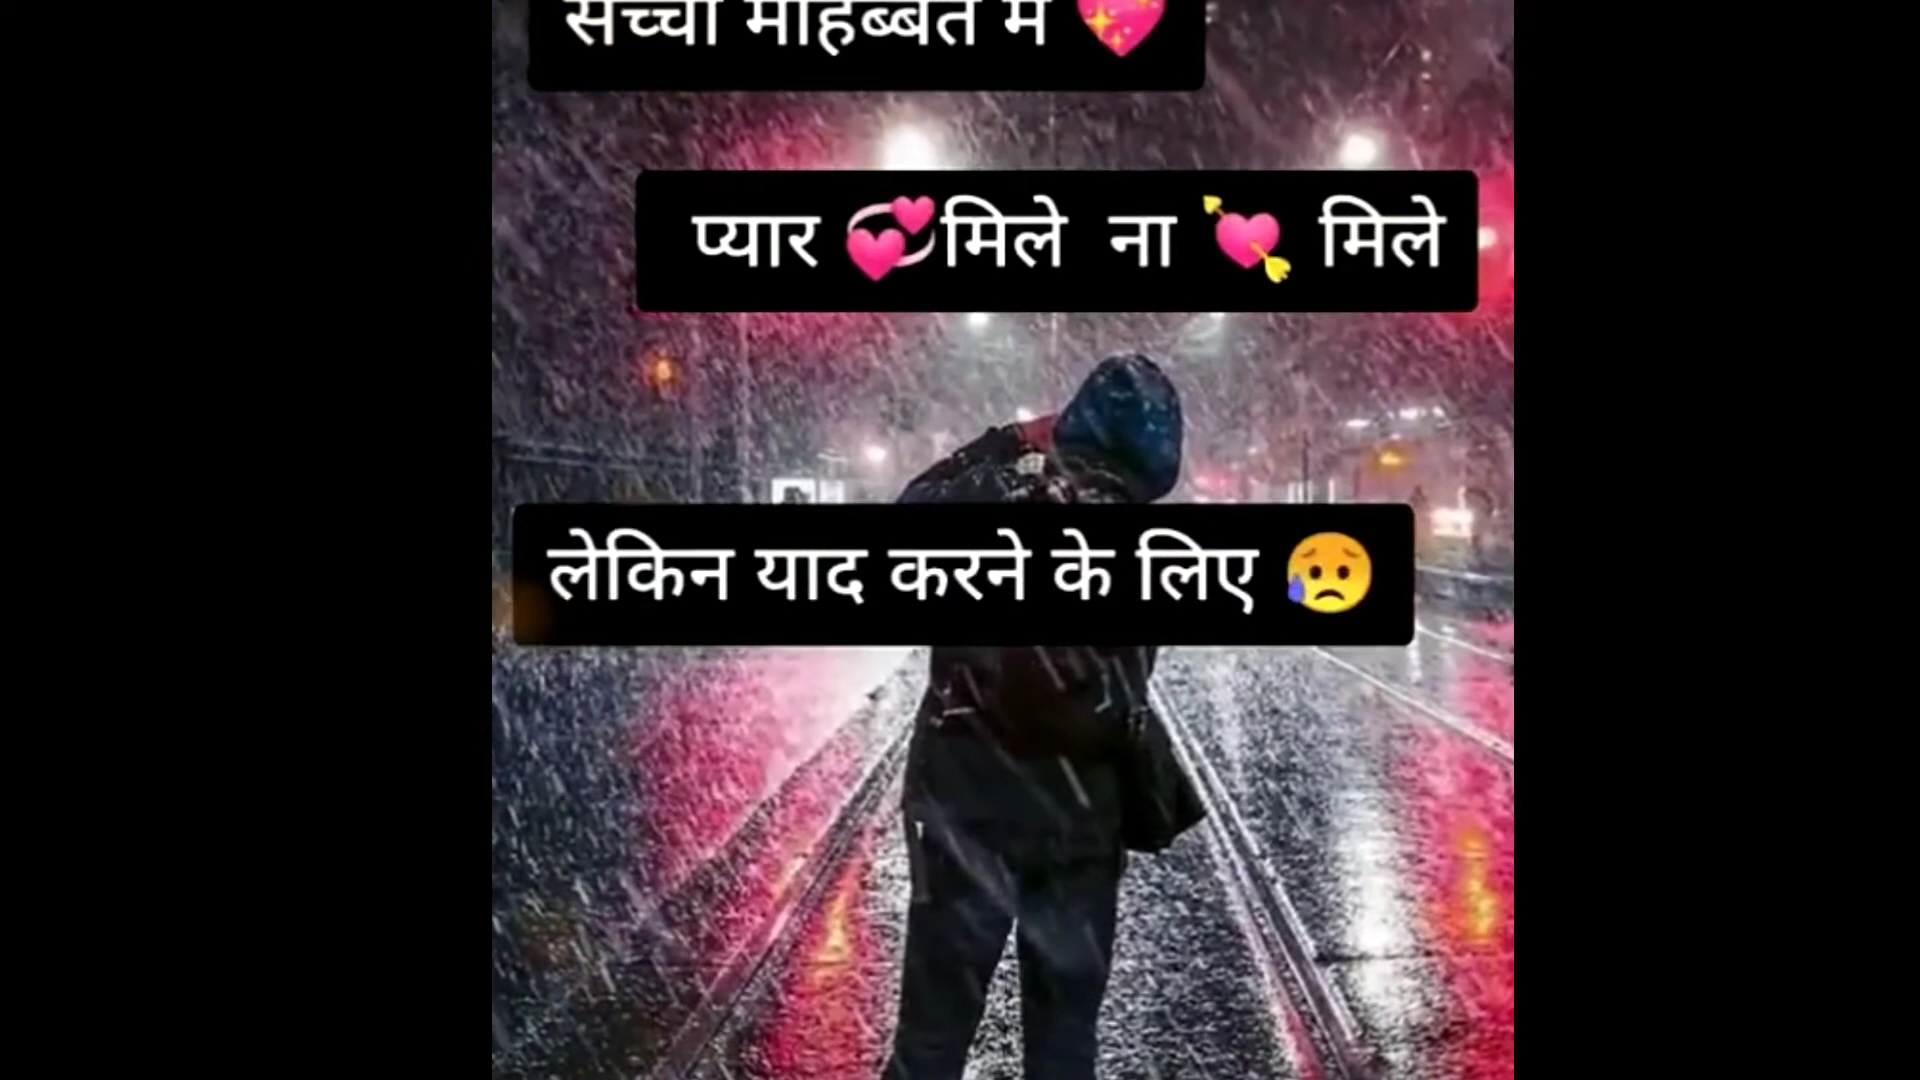 सच्ची मोहब्बत में 💖
प्यार 💞मिले ना 💘 मिले
लेकिन याद करने के लिए 😥